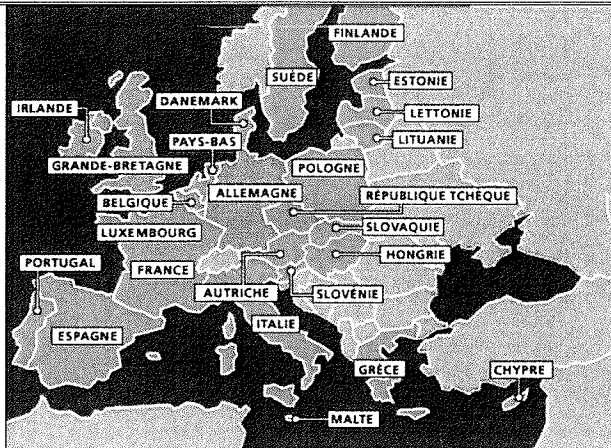 FINLANDE
SUÈDE
ESTONIE
IRLANDE
DANEMARK
LETTONIE
PAYS-BAS
LITUANIE
GRANDE-BRETAGNE
POLOGNE
ALLEMAGNE
RÉPUBLIQUE TCHÈQUE
BELGIQUE
SLOVAQUIE
LUXEMBOURG
HONGRIE
PORTUGAL
FRANCE
AUTRICHE
SLOVÉNIE
ITALIE
ESPAGNE
GRÈCE
CHYPRE
MALTE